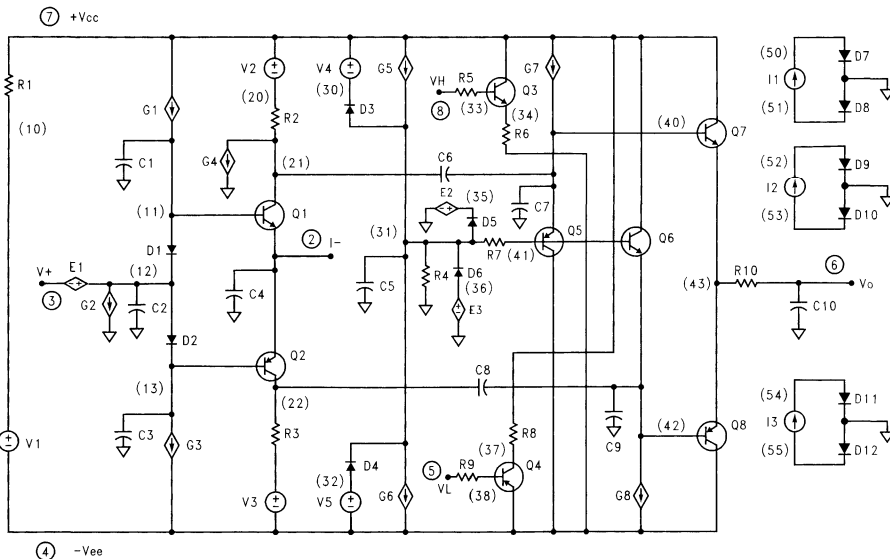 7 +Vcc
R1
(10)
V1
G1
C1
(11)
D1
(12)
V+
E1
3
G2
C2
D2
(13)
C3
G3
V2
(20)
R2
G4
(21)
Q1
2
I-
C4
Q2
(22)
R3
V3
V4
(30)
D3
G5
C6
E2
(35)
D5
(31)
C5
R4
D6
(36)
E3
R7
(41)
VH
8
R5
(33)
Q3
(34)
R6
G7
C7
Q5
Q6
C8
C9
R8
(37)
5
VL
R9
(38)
Q4
D4
(32)
V5
G6
G8
(40)
Q7
(43)
R10
6
Vo
C10
(42)
Q8
(50)
I1
(51)
D7
D8
(52)
I2
(53)
D9
D10
(54)
I3
(55)
D11
D12
4 -Vee